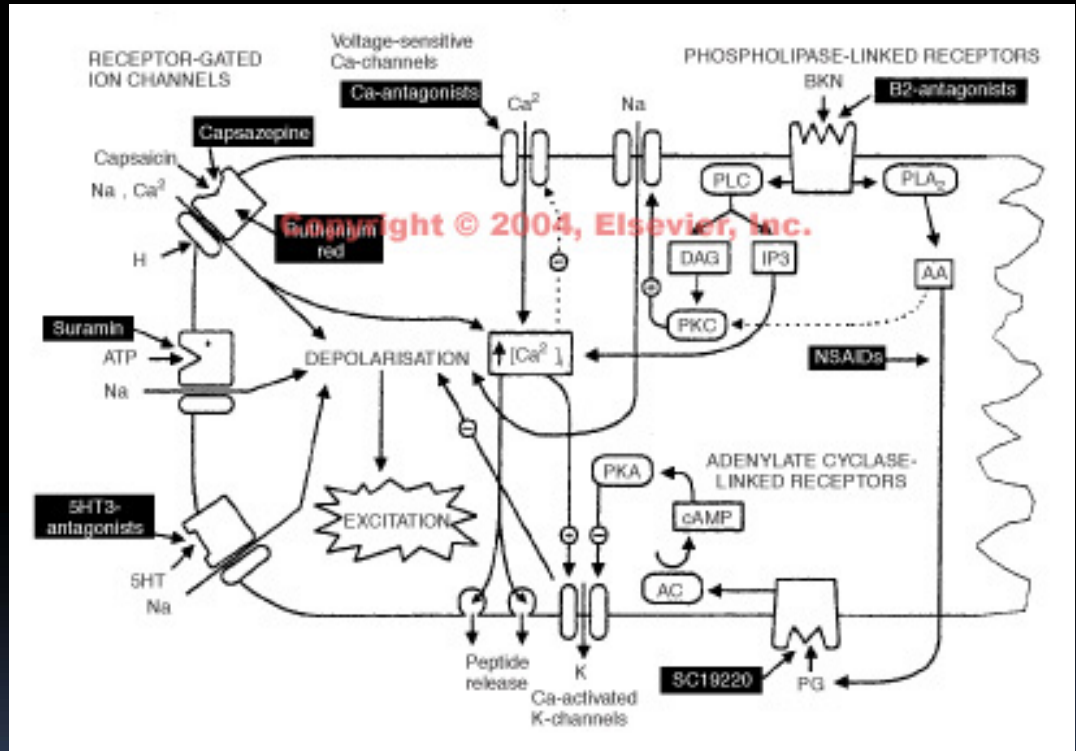 RECEPTOR-GATED
ION CHANNELS
Voltage-sensitive
Ca-channels
Ca-antagonists
Ca2
Na
PHOSPHOLIPASE-LINKED RECEPTORS
BKN
B2-antagonists
Capsazepine
Capsaicin
Na , Ca2
Ruthenium
red
H
PLC
PLA2
Copyright © 2004, Elsevier, Inc.
DAG
IP3
AA
PKC
Suramin
ATP
Na
DEPOLARISATION
[Ca2 ]i
NSAIDs
ADENYLATE CYCLASE-
LINKED RECEPTORS
PKA
cAMP
AC
5HT3-
antagonists
EXCITATION
5HT
Na
Peptide
release
K
Ca-activated
K-channels
SC19220
PG